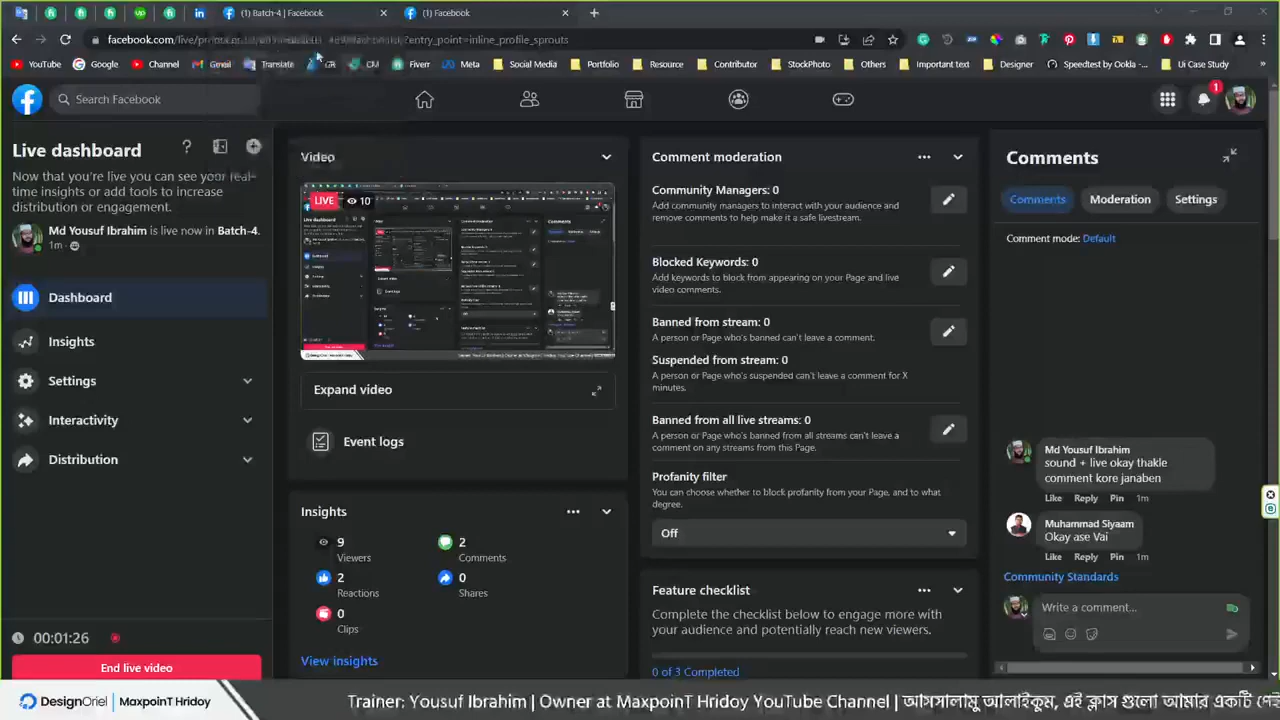 (1) Batch-4 | Facebook
(1) Facebook
?entry_point=inline_profile_sprouts
facebook.com/live/
YouTube
Google
Channel
Gmail
Translate
Fiverr
Meta
Social Media
Portfolio
Resource
Contributor
StockPhoto
Others
Important text
Designer
Speedtest by Ookla -...
Ui Case Study
Search Facebook
1
Live dashboard
Now that you're live you can see your real-
time insights or add tools to increase
distribution or engagement.
Md Yousuf Ibrahim is live now in Batch-4.
1m
Dashboard
Insights
Settings
Interactivity
Distribution
00:01:26
End live video
Video
LIVE
10
Expand video
Event logs
Insights
9
Viewers
2
Comments
2
Reactions
0
Shares
0
Clips
View insights
Comment moderation
Community Managers: 0
Add community managers to interact with your audience and
remove comments to help make it a safe livestream.
Blocked Keywords: 0
Add keywords to block from appearing on your Page and live
video comments.
Banned from stream: 0
A person or Page who's banned can't leave a comment.
Suspended from stream: 0
A person or Page who's suspended can't leave a comment for X
minutes.
Banned from all live streams: 0
A person or Page who's banned from all streams can't leave a
comment on any streams from this Page.
Profanity filter
You can choose whether to block profanity from your Page, and to what
degree.
Off
Feature checklist
Complete the checklist below to engage more with
your audience and potentially reach new viewers.
0 of 3 Completed
Comments
Comments
Moderation
Settings
Comment mode: Default
Md Yousuf Ibrahim
sound + live okay thakle
comment kore janaben
Like Reply Pin 1m
Muhammad Siyaam
Okay ase Vai
Like Reply Pin 1m
Community Standards
Write a comment...
DesignOriel | MaxpoinT Hridoy
Trainer: Yousuf Ibrahim | Owner at MaxpoinT Hridoy YouTube Channel | আসসালামু আলাইকুম, এই ক্লাস গুলো আমার একটি